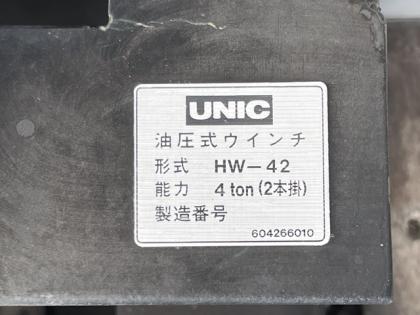 UNIC
油圧式ウインチ
形式 HW-42
能力 4 ton (2本掛)
製造番号
604266010